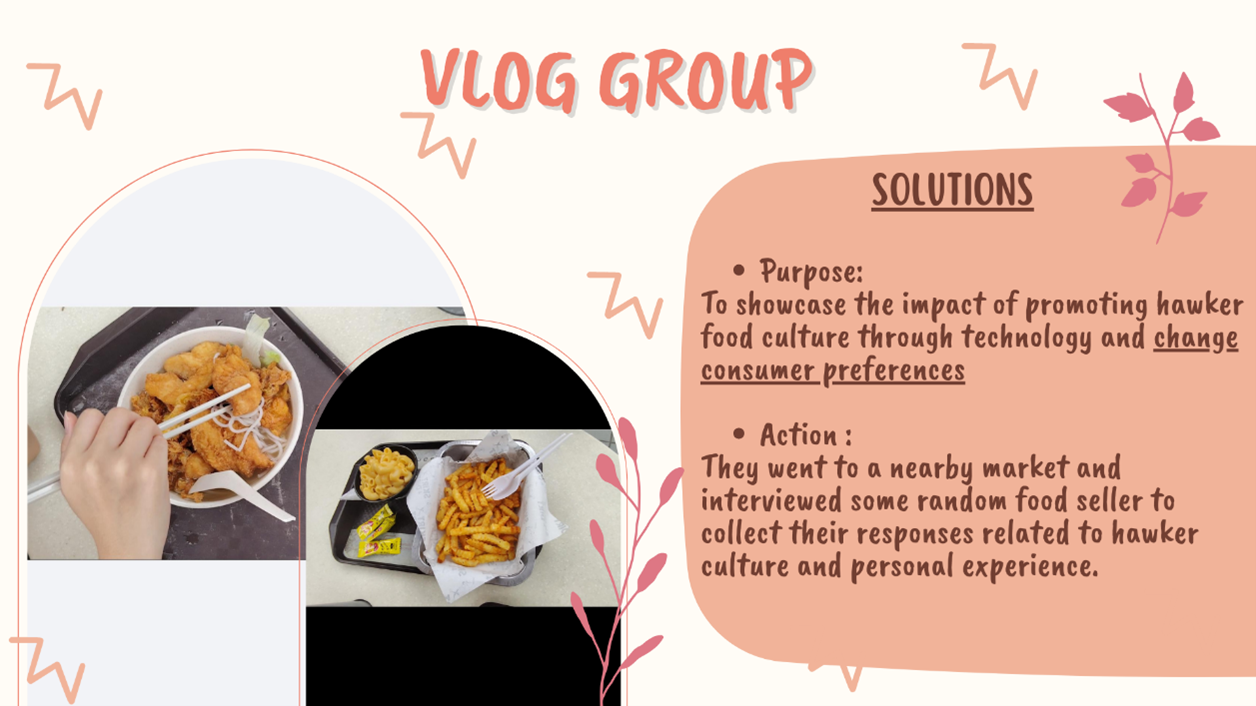 VLOG GROUP
SOLUTIONS
• Purpose:
To showcase the impact of promoting hawker
food culture through technology and change
consumer preferences
• Action :
They went to a nearby market and
interviewed some random food seller to
collect their responses related to hawker
culture and personal experience.